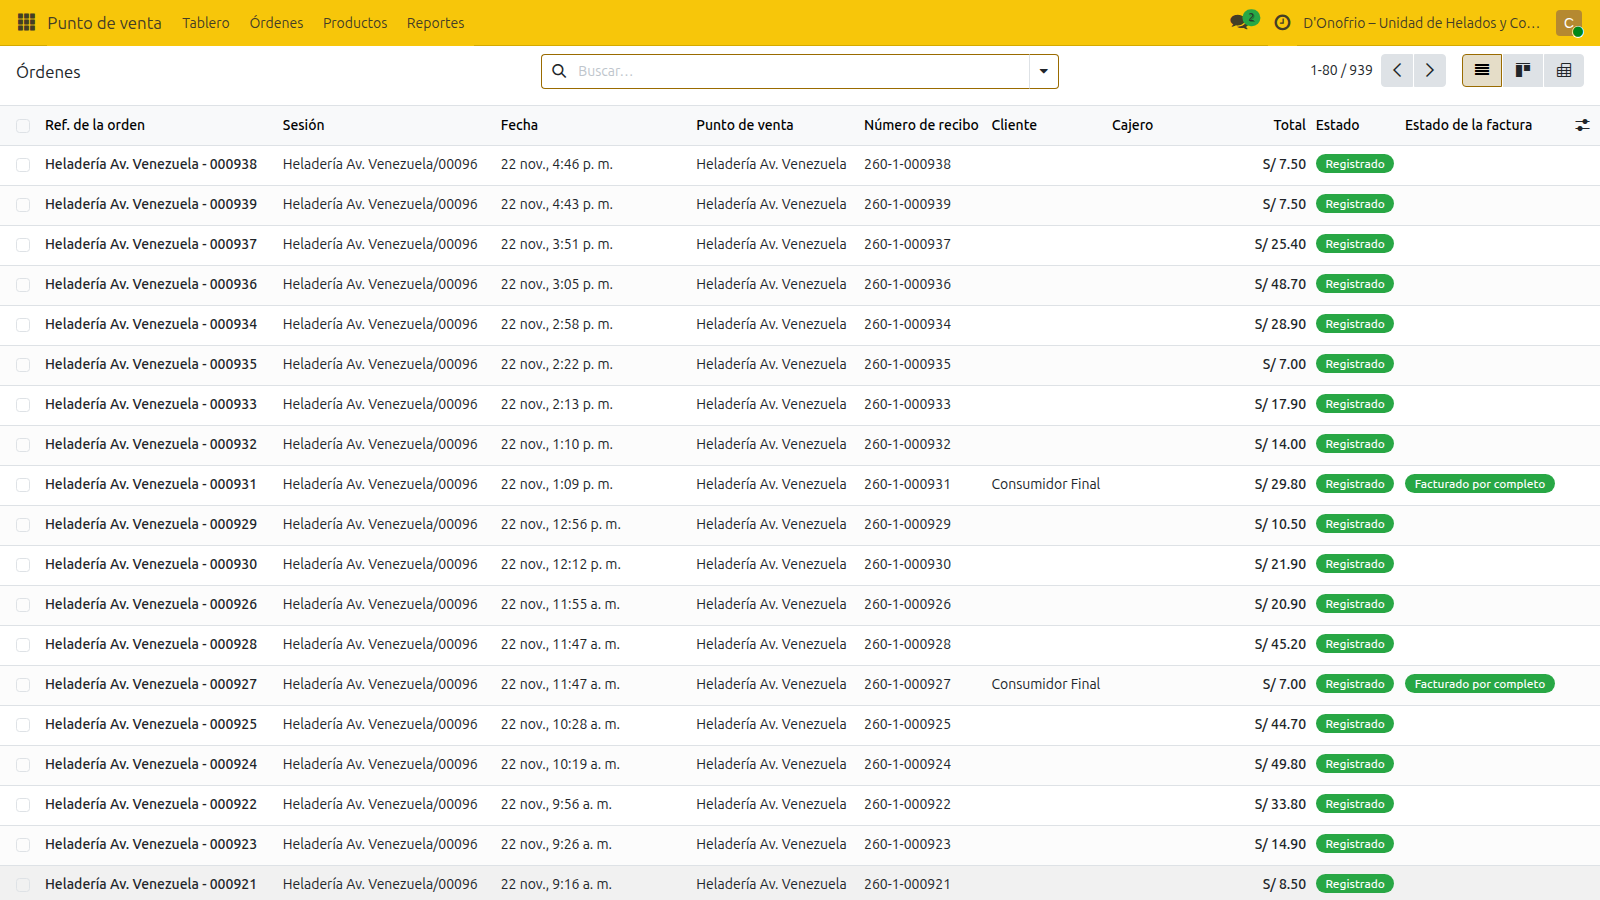 Punto de venta Tablero Órdenes Productos Reportes 2 D'Onofrio – Unidad de Helados y Co... C
Órdenes Buscar... 1-80 / 939
Ref. de la orden Sesión Fecha Punto de venta Número de recibo Cliente Cajero Total Estado Estado de la factura
Heladería Av. Venezuela - 000938 Heladería Av. Venezuela/00096 22 nov., 4:46 p. m. Heladería Av. Venezuela 260-1-000938 S/ 7.50 Registrado
Heladería Av. Venezuela - 000939 Heladería Av. Venezuela/00096 22 nov., 4:43 p. m. Heladería Av. Venezuela 260-1-000939 S/ 7.50 Registrado
Heladería Av. Venezuela - 000937 Heladería Av. Venezuela/00096 22 nov., 3:51 p. m. Heladería Av. Venezuela 260-1-000937 S/ 25.40 Registrado
Heladería Av. Venezuela - 000936 Heladería Av. Venezuela/00096 22 nov., 3:05 p. m. Heladería Av. Venezuela 260-1-000936 S/ 48.70 Registrado
Heladería Av. Venezuela - 000934 Heladería Av. Venezuela/00096 22 nov., 2:58 p. m. Heladería Av. Venezuela 260-1-000934 S/ 28.90 Registrado
Heladería Av. Venezuela - 000935 Heladería Av. Venezuela/00096 22 nov., 2:22 p. m. Heladería Av. Venezuela 260-1-000935 S/ 7.00 Registrado
Heladería Av. Venezuela - 000933 Heladería Av. Venezuela/00096 22 nov., 2:13 p. m. Heladería Av. Venezuela 260-1-000933 S/ 17.90 Registrado
Heladería Av. Venezuela - 000932 Heladería Av. Venezuela/00096 22 nov., 1:10 p. m. Heladería Av. Venezuela 260-1-000932 S/ 14.00 Registrado
Heladería Av. Venezuela - 000931 Heladería Av. Venezuela/00096 22 nov., 1:09 p. m. Heladería Av. Venezuela 260-1-000931 Consumidor Final S/ 29.80 Registrado Facturado por completo
Heladería Av. Venezuela - 000929 Heladería Av. Venezuela/00096 22 nov., 12:56 p. m. Heladería Av. Venezuela 260-1-000929 S/ 10.50 Registrado
Heladería Av. Venezuela - 000930 Heladería Av. Venezuela/00096 22 nov., 12:12 p. m. Heladería Av. Venezuela 260-1-000930 S/ 21.90 Registrado
Heladería Av. Venezuela - 000926 Heladería Av. Venezuela/00096 22 nov., 11:55 a. m. Heladería Av. Venezuela 260-1-000926 S/ 20.90 Registrado
Heladería Av. Venezuela - 000928 Heladería Av. Venezuela/00096 22 nov., 11:47 a. m. Heladería Av. Venezuela 260-1-000928 S/ 45.20 Registrado
Heladería Av. Venezuela - 000927 Heladería Av. Venezuela/00096 22 nov., 11:47 a. m. Heladería Av. Venezuela 260-1-000927 Consumidor Final S/ 7.00 Registrado Facturado por completo
Heladería Av. Venezuela - 000925 Heladería Av. Venezuela/00096 22 nov., 10:28 a. m. Heladería Av. Venezuela 260-1-000925 S/ 44.70 Registrado
Heladería Av. Venezuela - 000924 Heladería Av. Venezuela/00096 22 nov., 10:19 a. m. Heladería Av. Venezuela 260-1-000924 S/ 49.80 Registrado
Heladería Av. Venezuela - 000922 Heladería Av. Venezuela/00096 22 nov., 9:56 a. m. Heladería Av. Venezuela 260-1-000922 S/ 33.80 Registrado
Heladería Av. Venezuela - 000923 Heladería Av. Venezuela/00096 22 nov., 9:26 a. m. Heladería Av. Venezuela 260-1-000923 S/ 14.90 Registrado
Heladería Av. Venezuela - 000921 Heladería Av. Venezuela/00096 22 nov., 9:16 a. m. Heladería Av. Venezuela 260-1-000921 S/ 8.50 Registrado